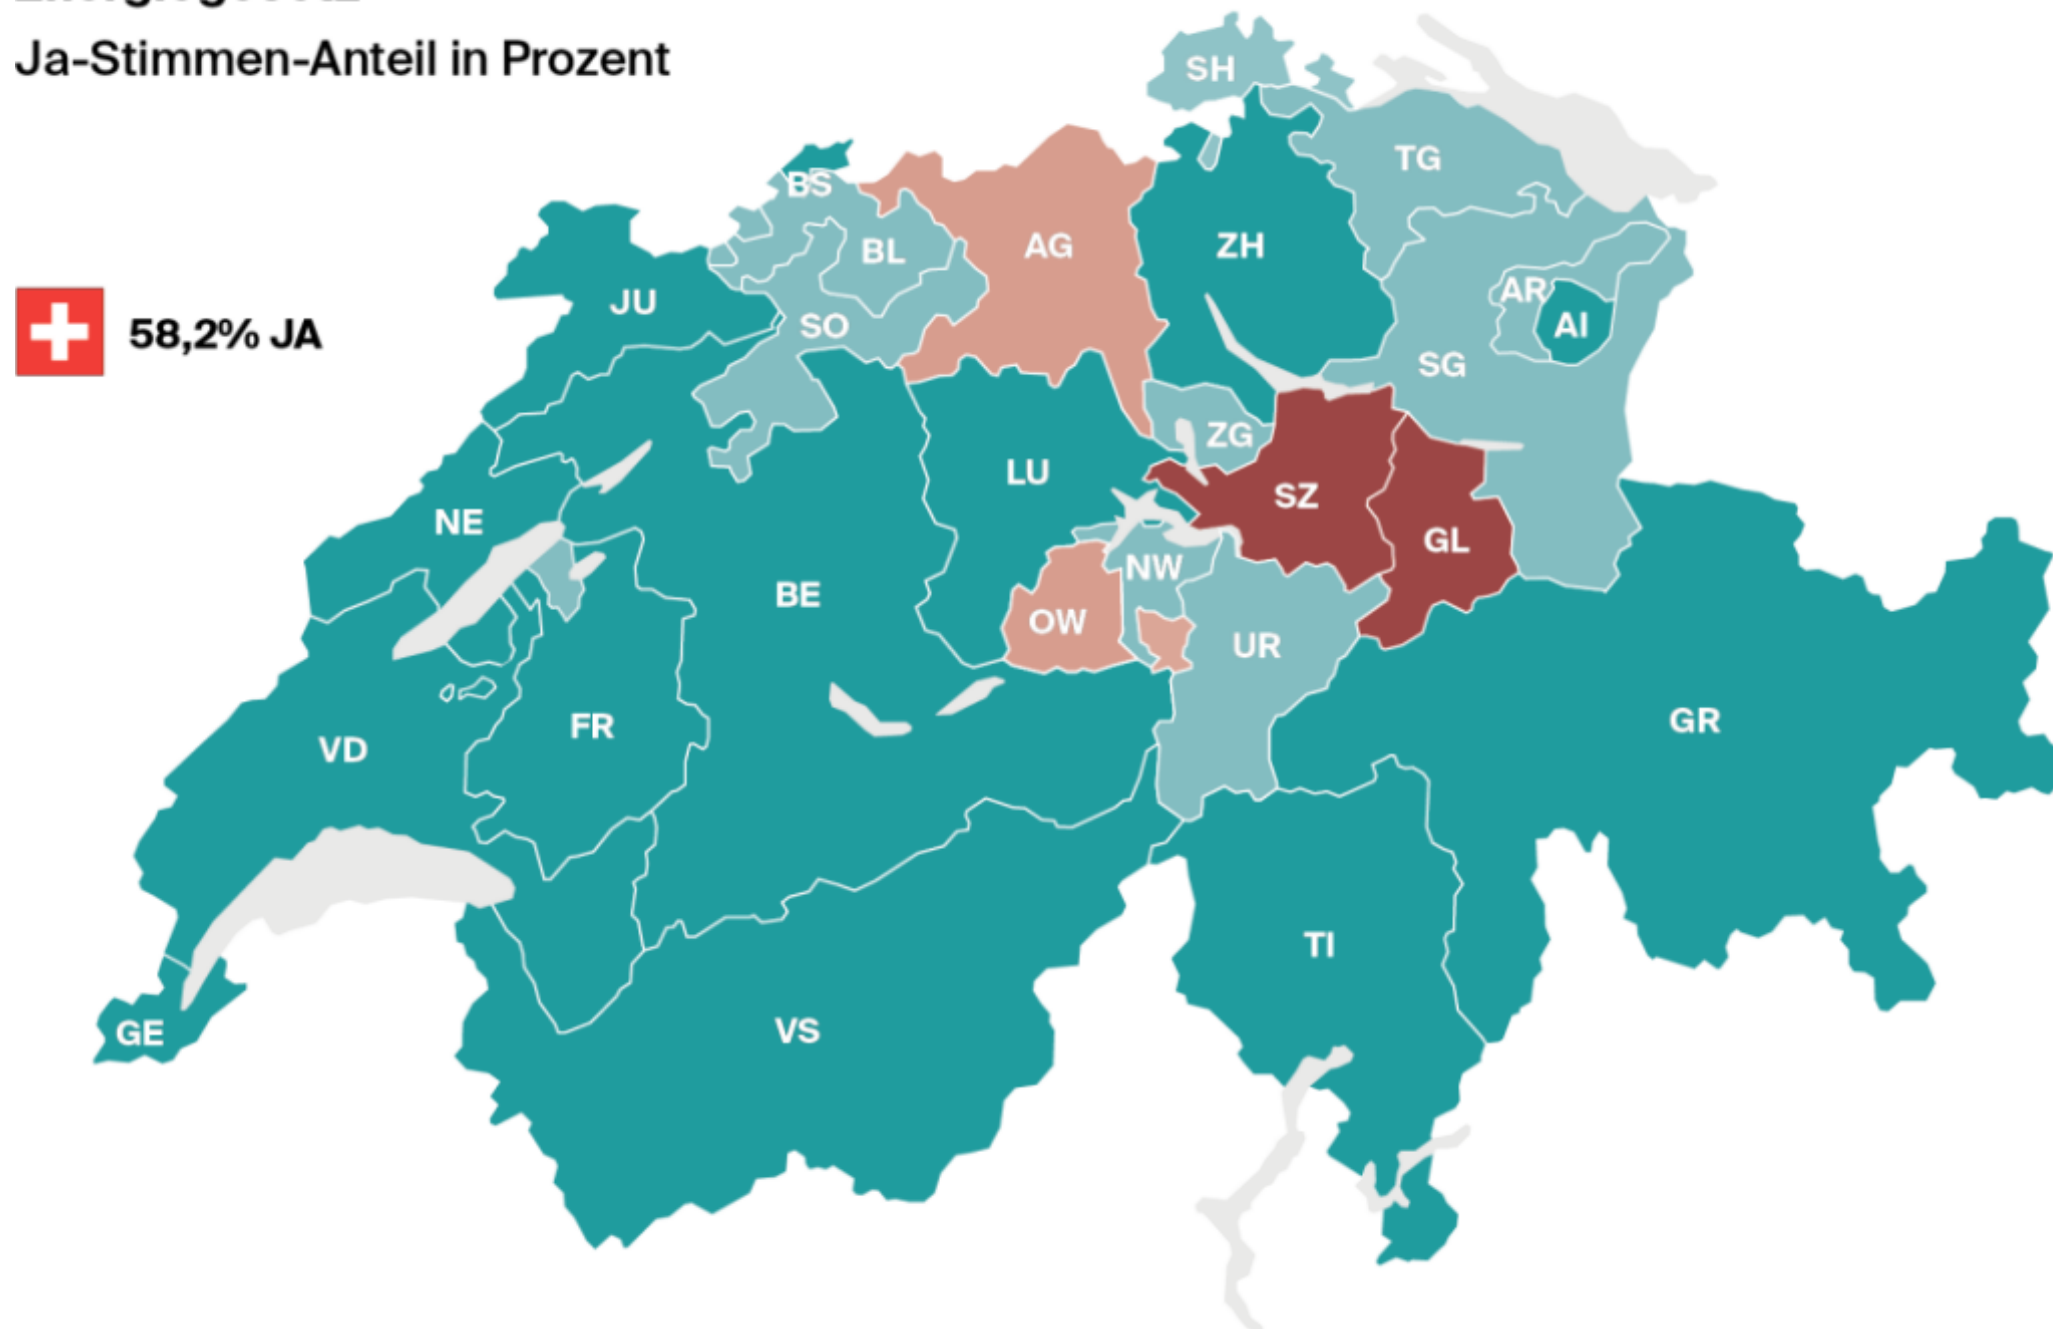 Ja-Stimmen-Anteil in Prozent
58,2% JA
SH
TG
BS
BL
AG
ZH
AR
AI
JU
SO
SG
ZG
LU
SZ
NE
GL
NW
BE
OW
UR
FR
GR
VD
TI
GE
VS